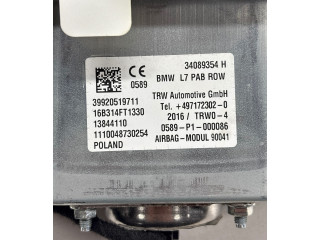 34089354 H
CE
0589
BMW L7 PAB ROW
39920519711
TRW Automotive GmbH
16B314FT1330
Tel. +497172302-0
13844110
2016 / TRW0-4
1110048730254
0589-P1-000086
POLAND
AIRBAG-MODUL 90041